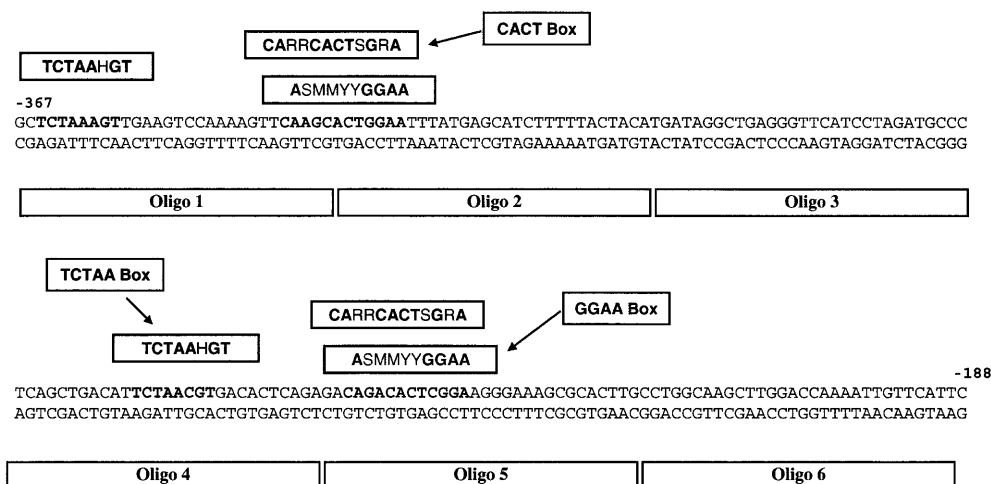 CARRCACTSGRA
CACT Box
TCTAAHGT
ASMMYYGGAA
-367
GCTCTAAAGTTGAAGTCCAAAAGTTCAAGCACTGGAATTTATGAGCATCTTTTTACTACATGATAGGCTGAGGGTTCATCCTAGATGCCC
CGAGATTTCAACTTCAGGTTTTCAAGTTCGTGACCTTAAATACTCGTAGAAAAATGATGTACTATCCGACTCCCAAGTAGGATCTACGGG
Oligo 1
Oligo 2
Oligo 3
TCTAA Box
CARRCACTSGRA
GGAA Box
TCTAAHGT
ASMMYYGGAA
-188
TCAGCTGACATTCTAACGTGACACTCAGAGACAGACACTCGGAAGGGAAAGCGCACTTGCCTGGCAAGCTTGGACCAAAATTGTTCATTC
AGTCGACTGTAAGATTGCACTGTGAGTCTCTGTCTGTGAGCCTTCCCTTTCGCGTGAACGGACCGTTCGAACCTGGTTTTAACAAGTAAG
Oligo 4
Oligo 5
Oligo 6